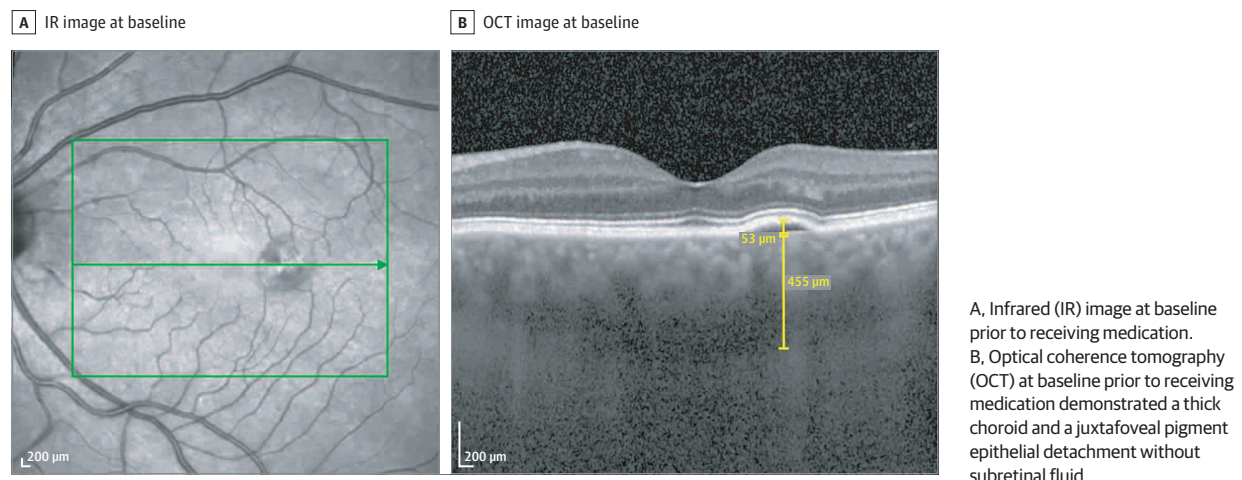 A IR image at baseline
B OCT image at baseline
53 μm
455 μm
200 μm
200 μm
A, Infrared (IR) image at baseline
prior to receiving medication.
B, Optical coherence tomography
(OCT) at baseline prior to receiving
medication demonstrated a thick
choroid and a juxtafoveal pigment
epithelial detachment without
subretinal fluid